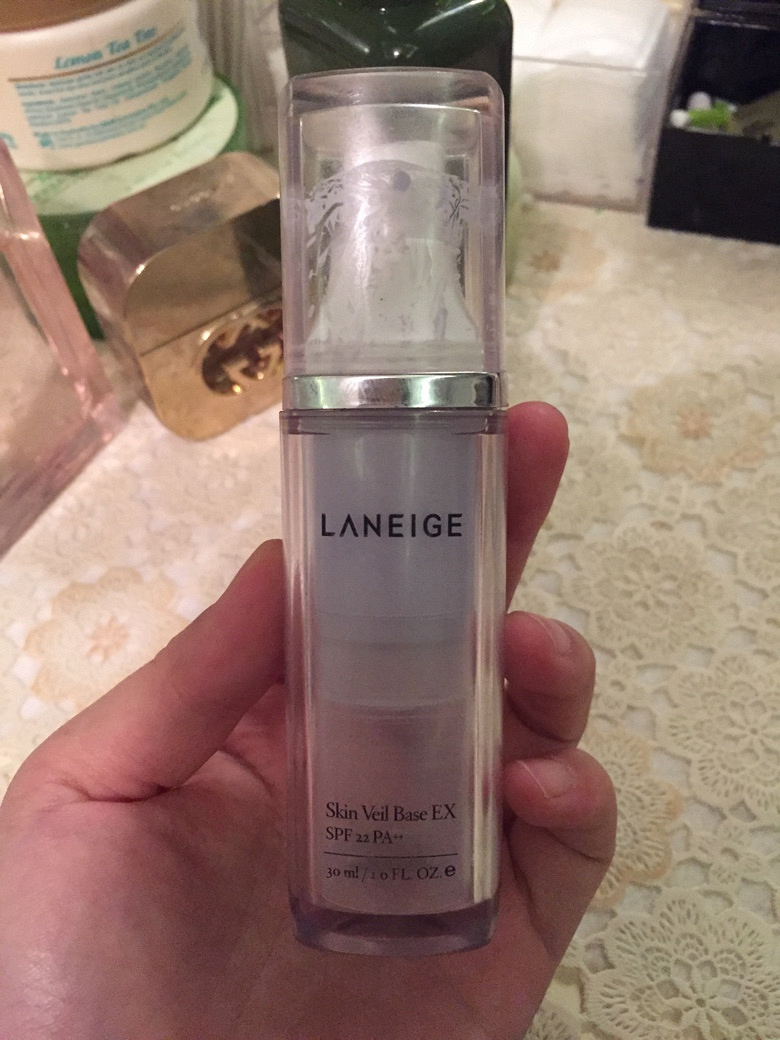 Lemon Tea Tree
LANEIGE
Skin Veil Base EX
SPF 22 PA++
30 ml / 1 0 FL. OZ. e